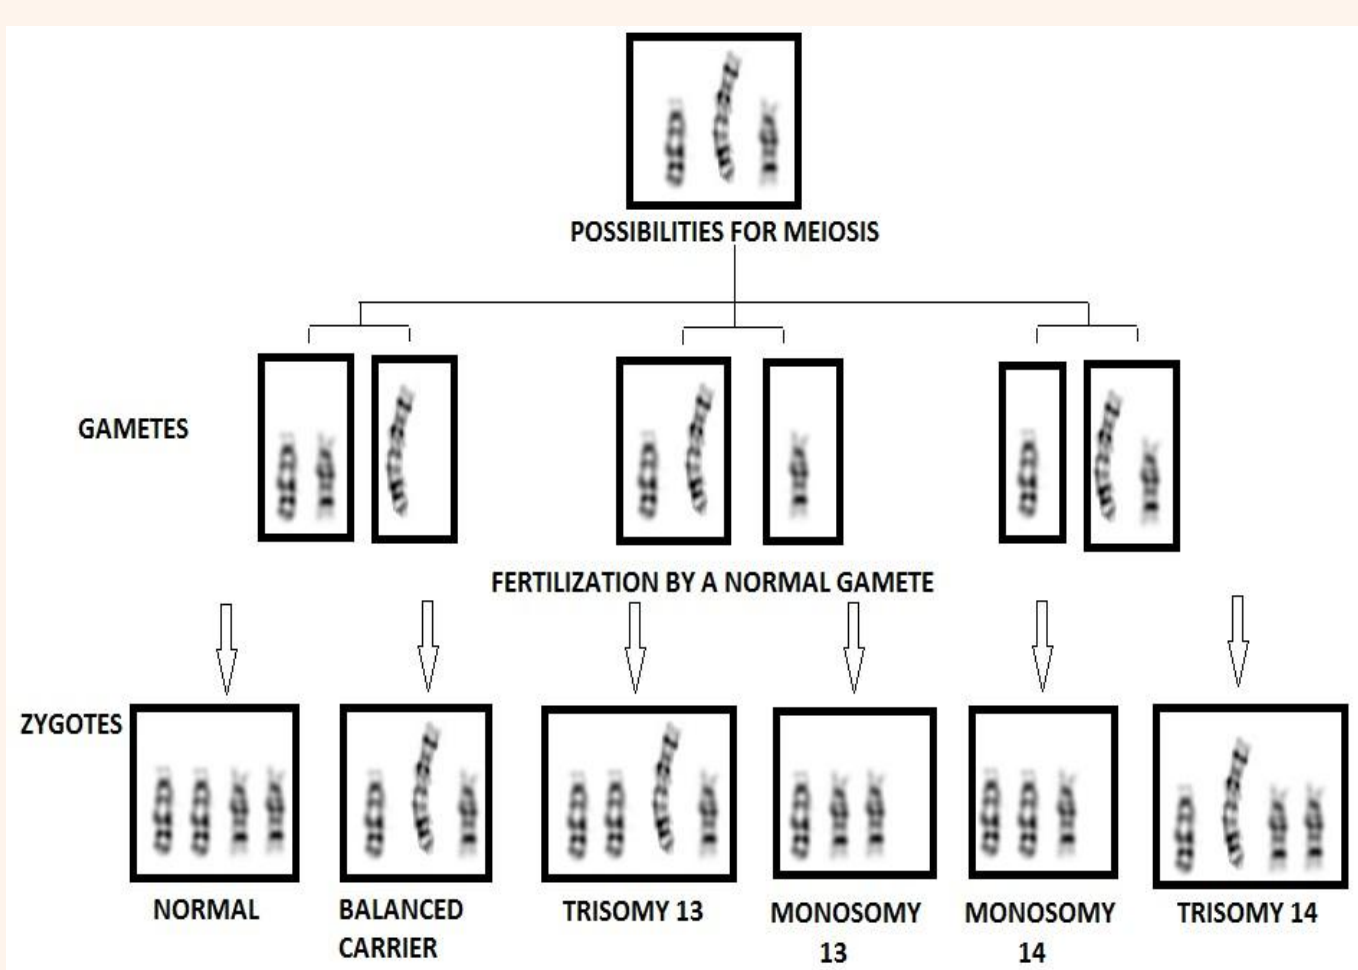 POSSIBILITIES FOR MEIOSIS
GAMETES
FERTILIZATION BY A NORMAL GAMETE
ZYGOTES
NORMAL
BALANCED
CARRIER
TRISOMY 13
MONOSOMY
13
MONOSOMY
14
TRISOMY 14